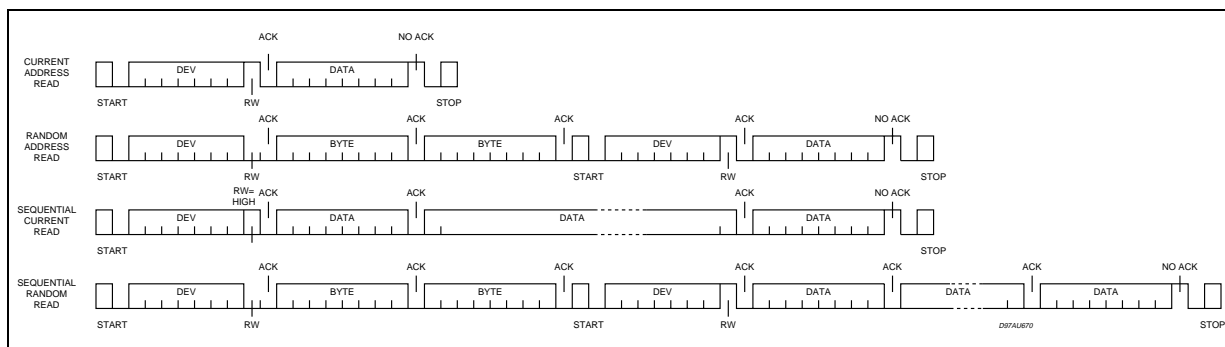 ACK NO ACK
CURRENT
ADDRESS
READ
DEV DATA
START RW STOP
ACK ACK ACK ACK NO ACK
RANDOM
ADDRESS
READ
DEV BYTE BYTE DEV DATA
START RW START RW STOP
RW=
HIGH
ACK ACK ACK NO ACK
SEQUENTIAL
CURRENT
READ
DEV DATA DATA DATA
START STOP
ACK ACK ACK ACK ACK ACK NO ACK
SEQUENTIAL
RANDOM
READ
DEV BYTE BYTE DEV DATA DATA DATA
START RW START RW D97AU670 STOP